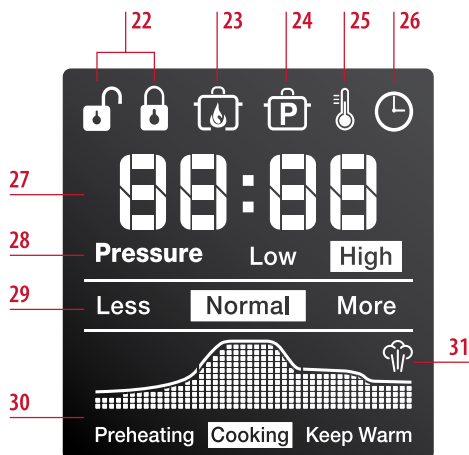 22 23 24 25 26
P
27 88:88
28 Pressure Low High
29 Less Normal More
31
30
Preheating Cooking Keep Warm